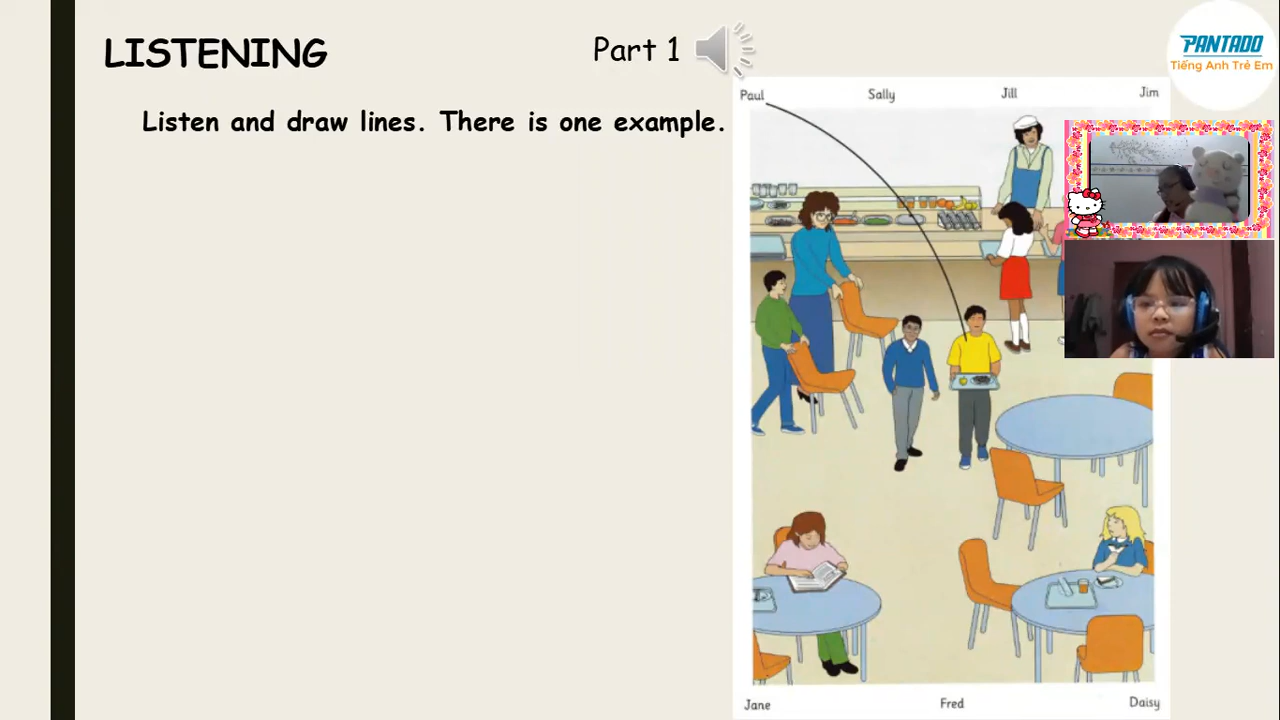 LISTENING
Part 1
PANTADO
Tiếng Anh Trẻ Em
Listen and draw lines. There is one example.
Paul
Sally
Jill
Jim
Jane
Fred
Daisy